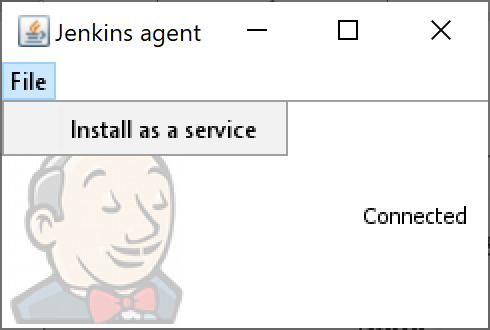 Jenkins agent
File
Install as a service
Connected